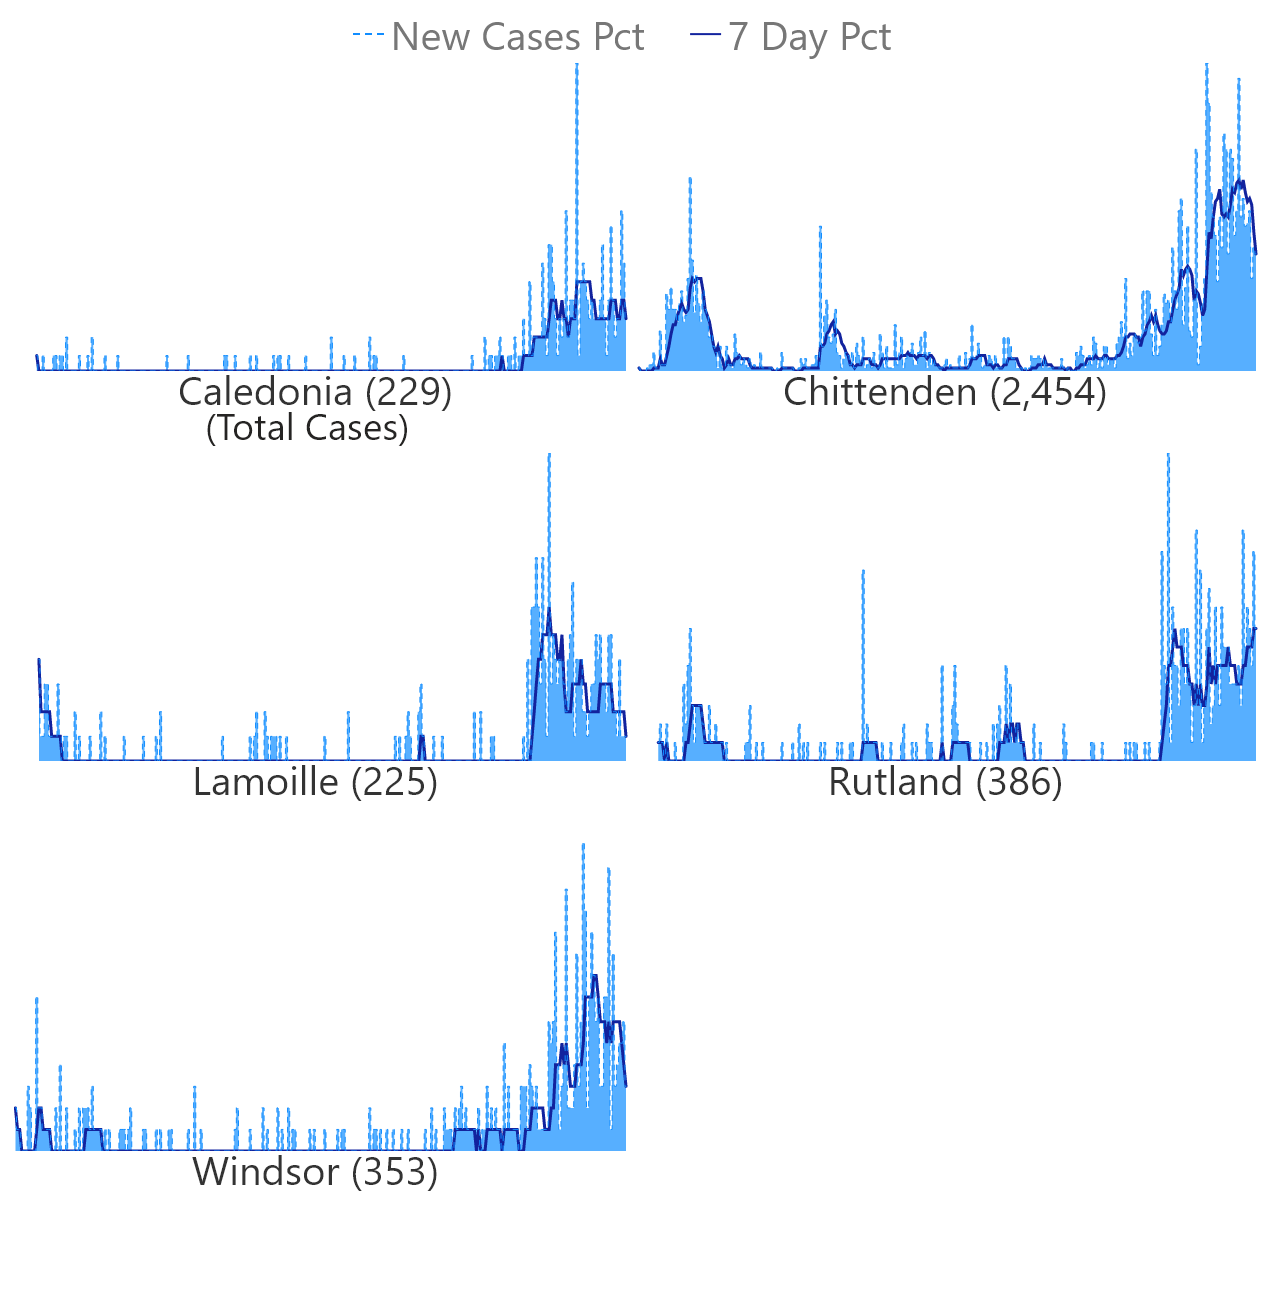 New Cases Pct 7 Day Pct
Caledonia (229)
(Total Cases)
Chittenden (2,454)
Lamoille (225)
Rutland (386)
Windsor (353)